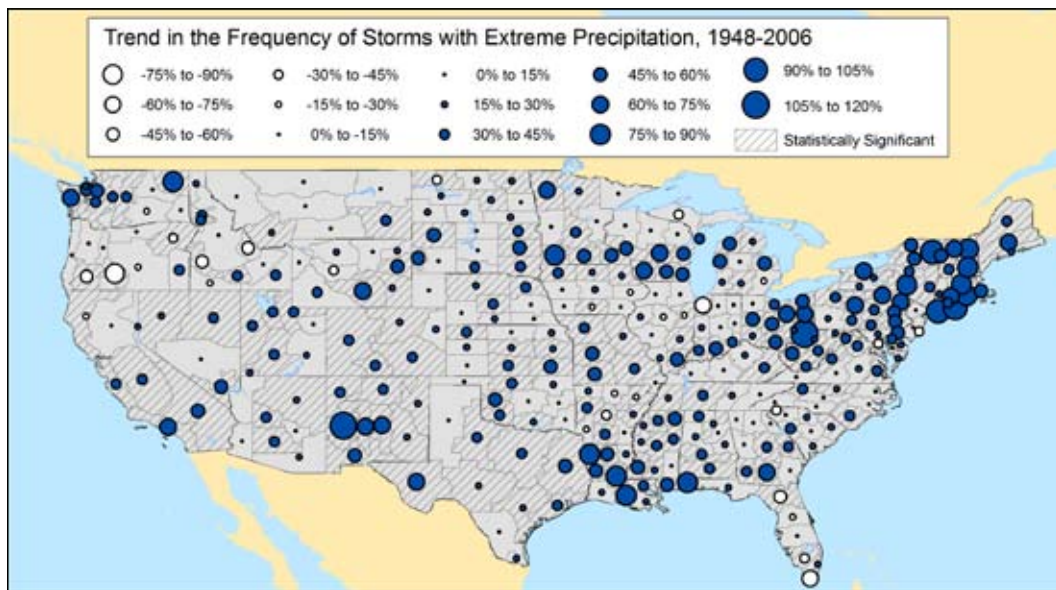 Trend in the Frequency of Storms with Extreme Precipitation, 1948-2006
-75% to -90%
-30% to -45%
0% to 15%
45% to 60%
90% to 105%
-60% to -75%
-15% to -30%
15% to 30%
60% to 75%
105% to 120%
-45% to -60%
0% to -15%
30% to 45%
75% to 90%
Statistically Significant